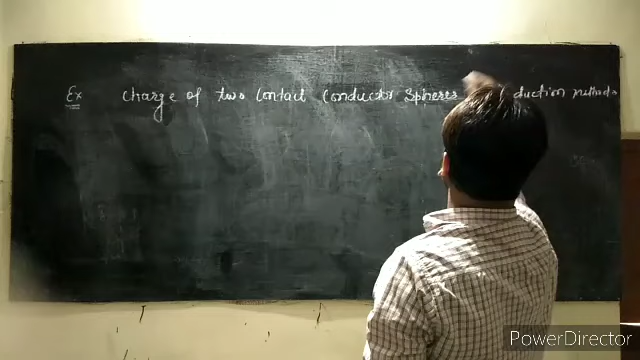 Ex Charge of two Contact Conductor Spheres duction methods
PowerDirector